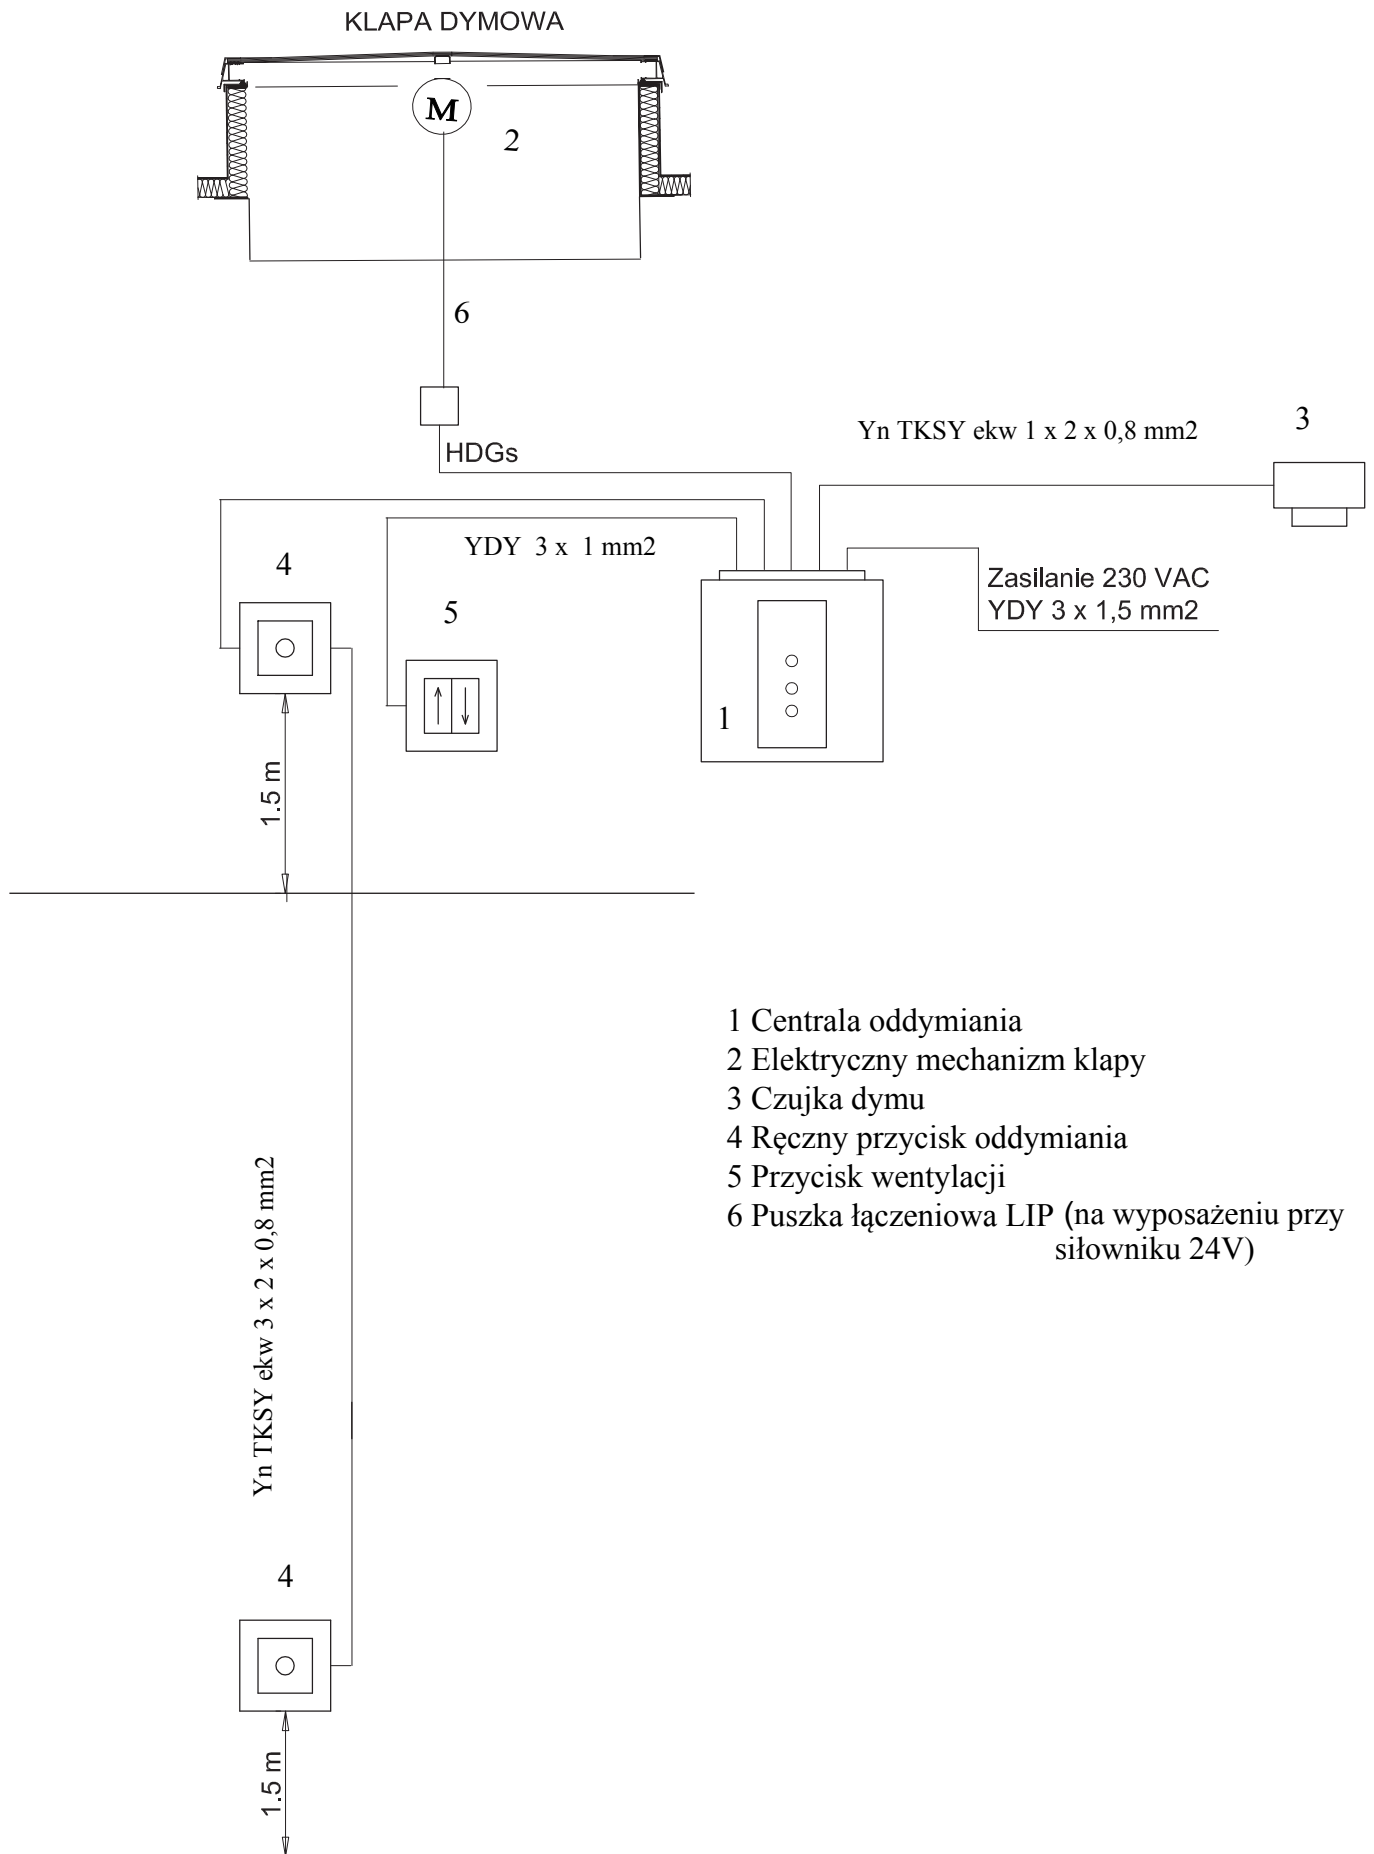 KLAPA DYMOWA
M
2
6
HDGs
Yn TKSY ekw 1 x 2 x 0,8 mm2
3
YDY 3 x 1 mm2
4
5
Zasilanie 230 VAC
YDY 3 x 1,5 mm2
1
1.5 m
1 Centrala oddymiania
2 Elektryczny mechanizm klapy
3 Czujka dymu
4 Ręczny przycisk oddymiania
5 Przycisk wentylacji
6 Puszka łączeniowa LIP (na wyposażeniu przy
siłowniku 24V)
Yn TKSY ekw 3 x 2 x 0,8 mm2
4
1.5 m